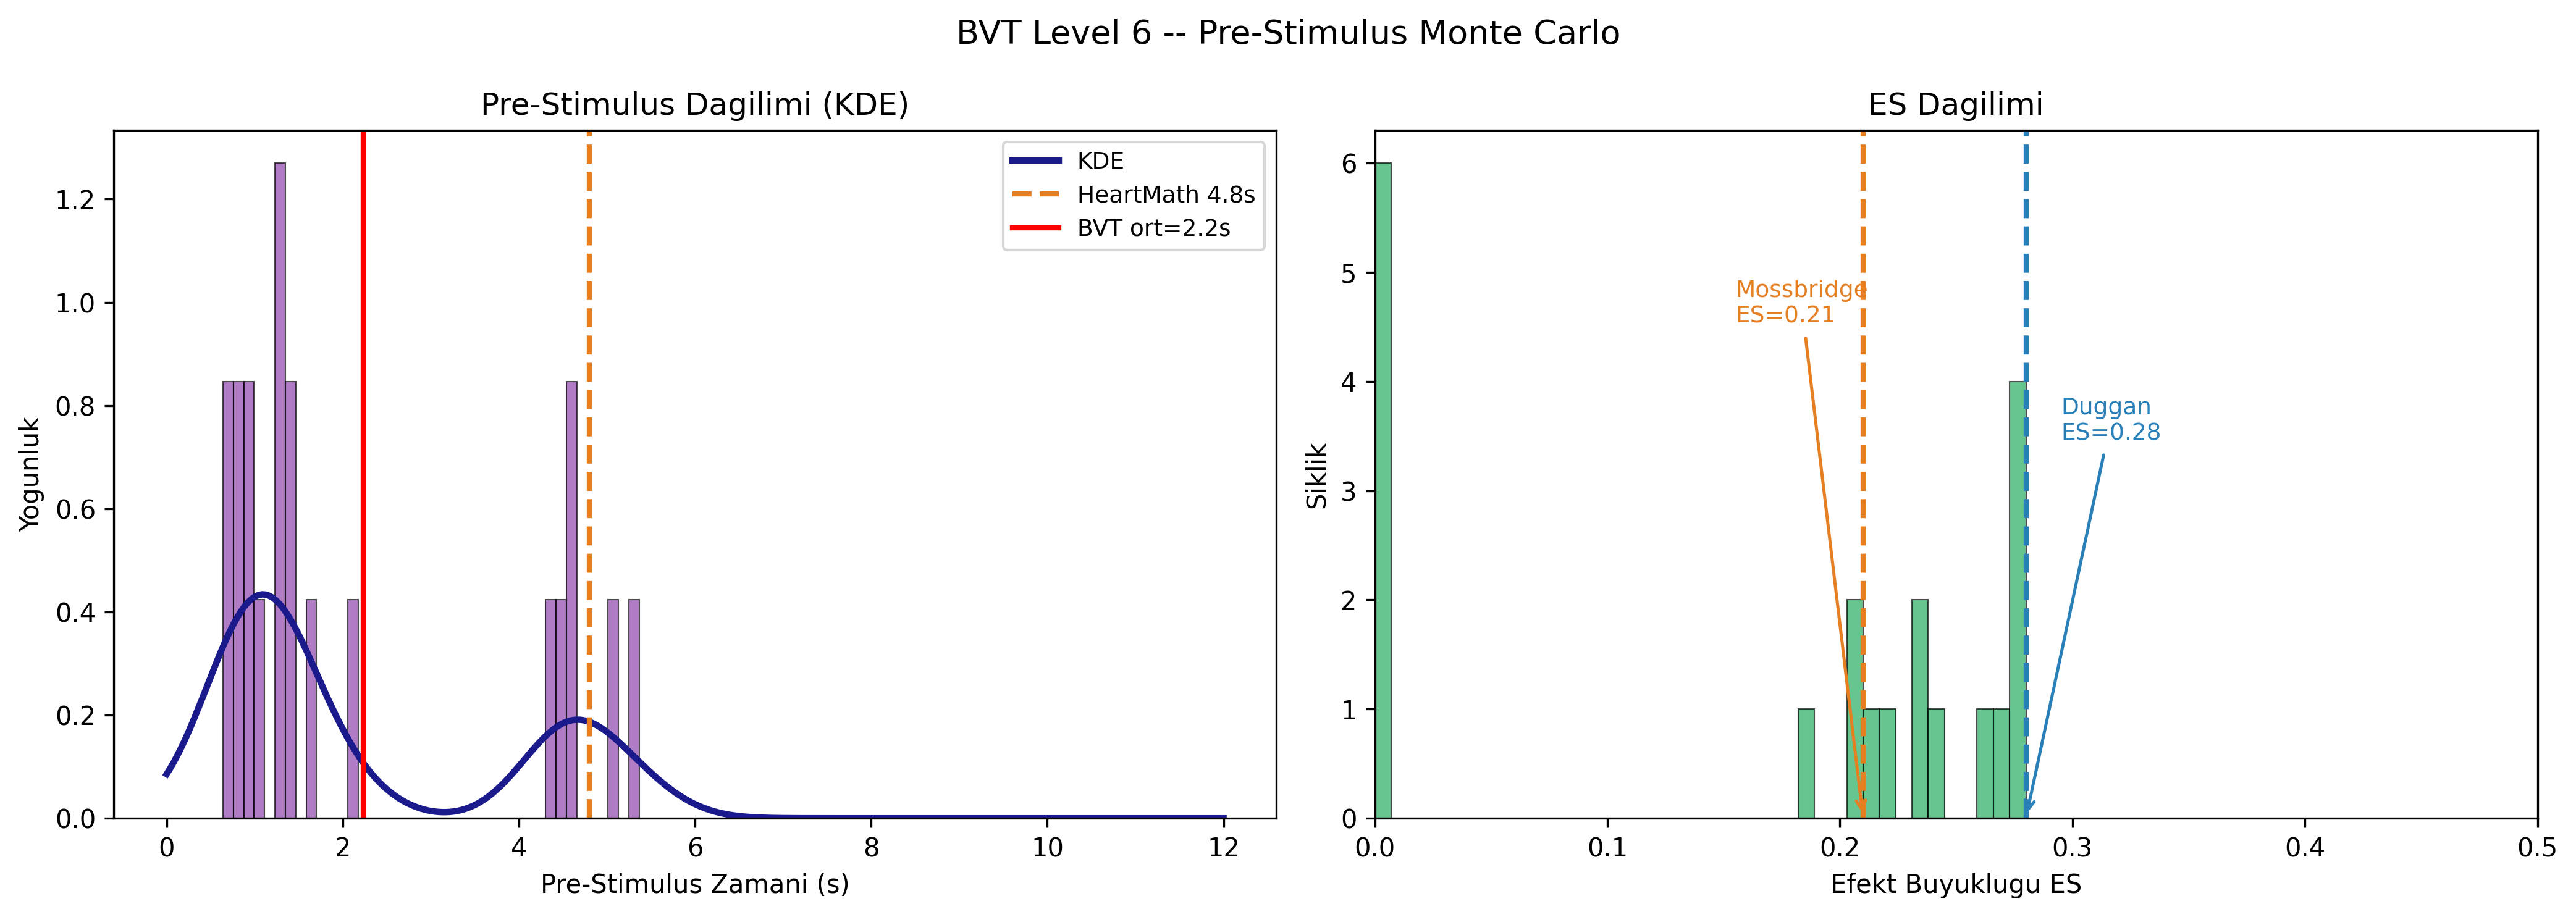 BVT Level 6 -- Pre-Stimulus Monte Carlo
Pre-Stimulus Dagilimi (KDE)
Yogunluk
1.2
1.0
0.8
0.6
0.4
0.2
0.0
KDE
HeartMath 4.8s
BVT ort=2.2s
0 2 4 6 8 10 12
Pre-Stimulus Zamani (s)
ES Dagilimi
Siklik
6
5
4
3
2
1
0
Mossbridge
ES=0.21
Duggan
ES=0.28
0.0 0.1 0.2 0.3 0.4 0.5
Efekt Buyuklugu ES